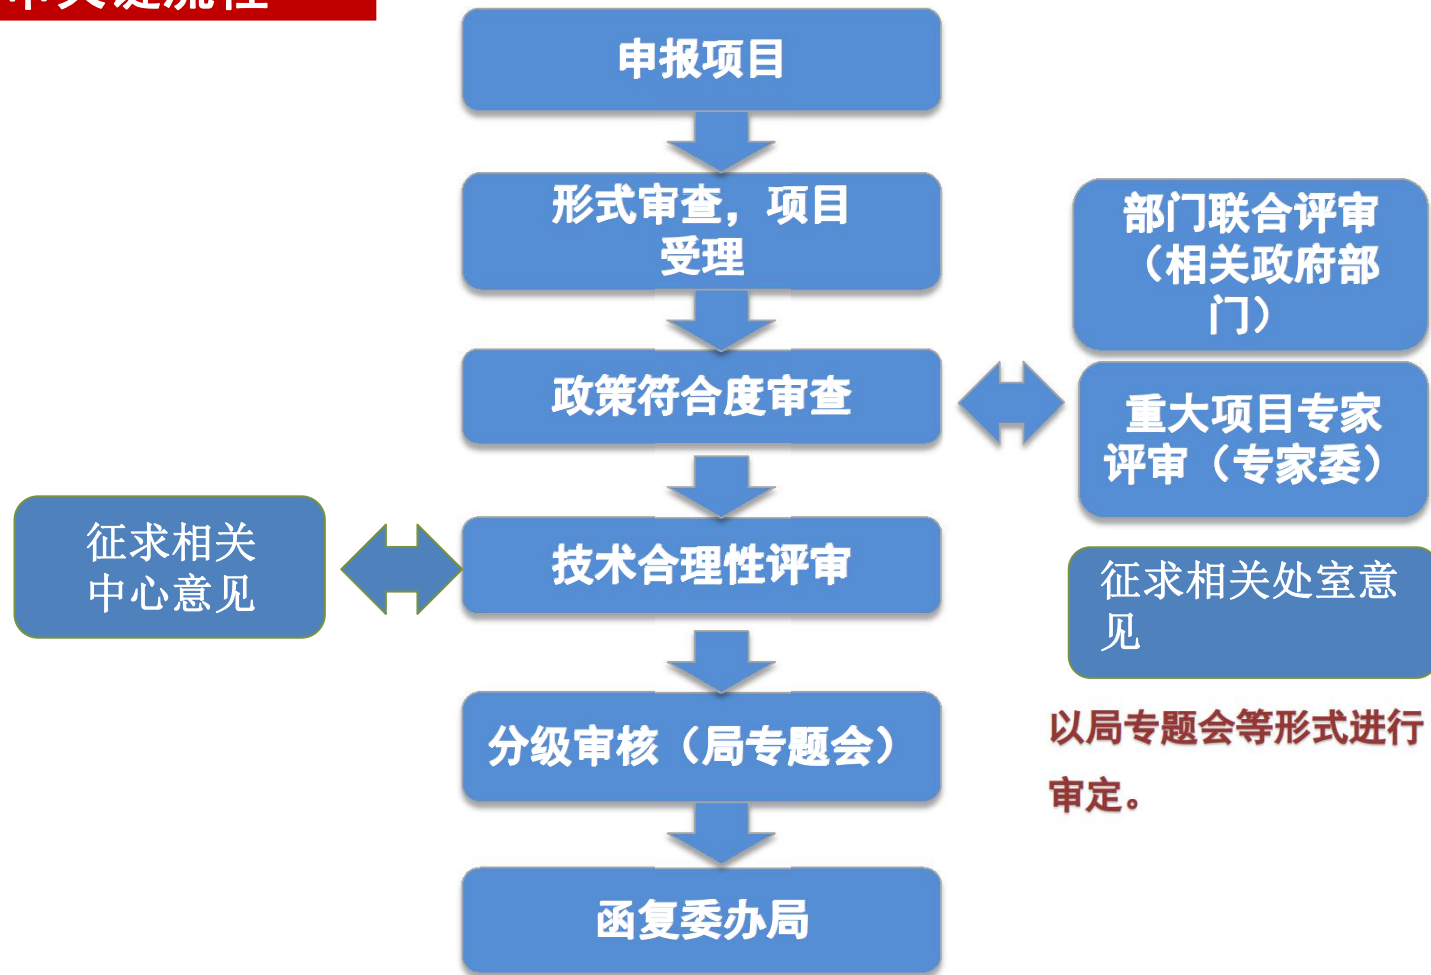 关键流程
申报项目
形式审查，项目
受理
部门联合评审
（相关政府部
门）
政策符合度审查
重大项目专家
评审（专家委）
征求相关
中心意见
技术合理性评审
征求相关处室意
见
分级审核（局专题会）
以局专题会等形式进行
审定。
函复委办局